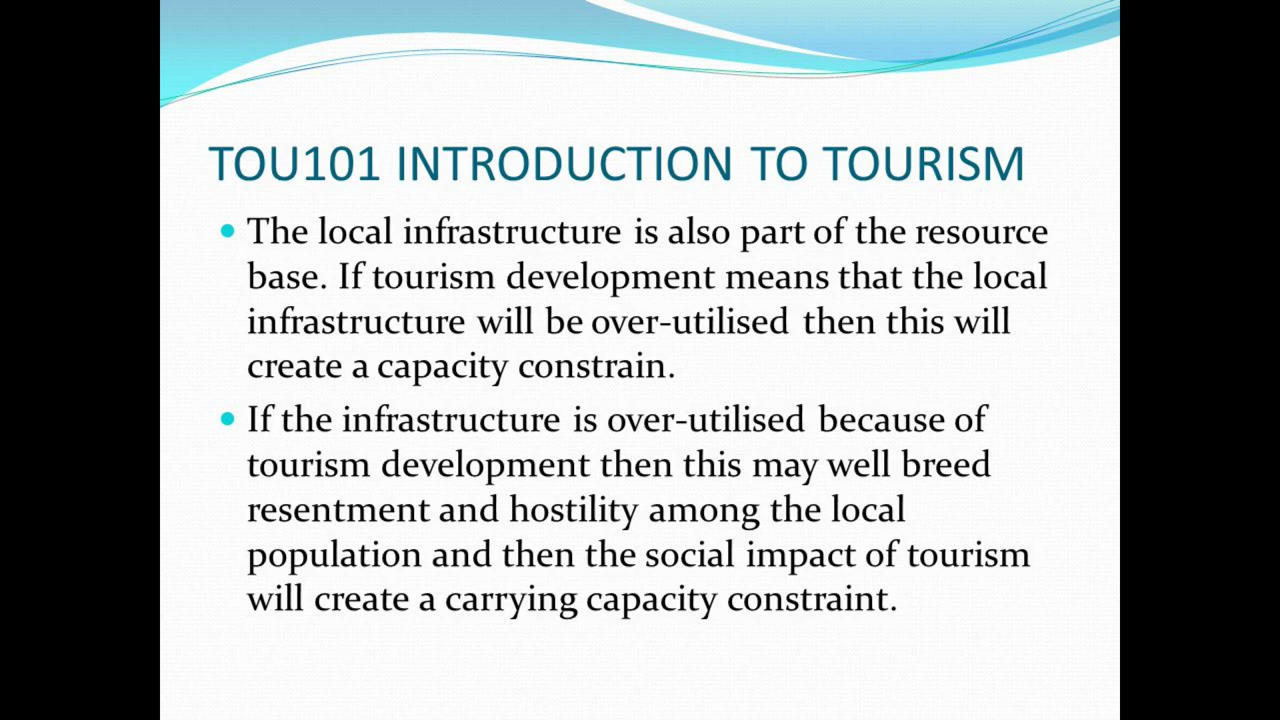 TOU101 INTRODUCTION TO TOURISM
• The local infrastructure is also part of the resource
base. If tourism development means that the local
infrastructure will be over-utilised then this will
create a capacity constrain.
• If the infrastructure is over-utilised because of
tourism development then this may well breed
resentment and hostility among the local
population and then the social impact of tourism
will create a carrying capacity constraint.